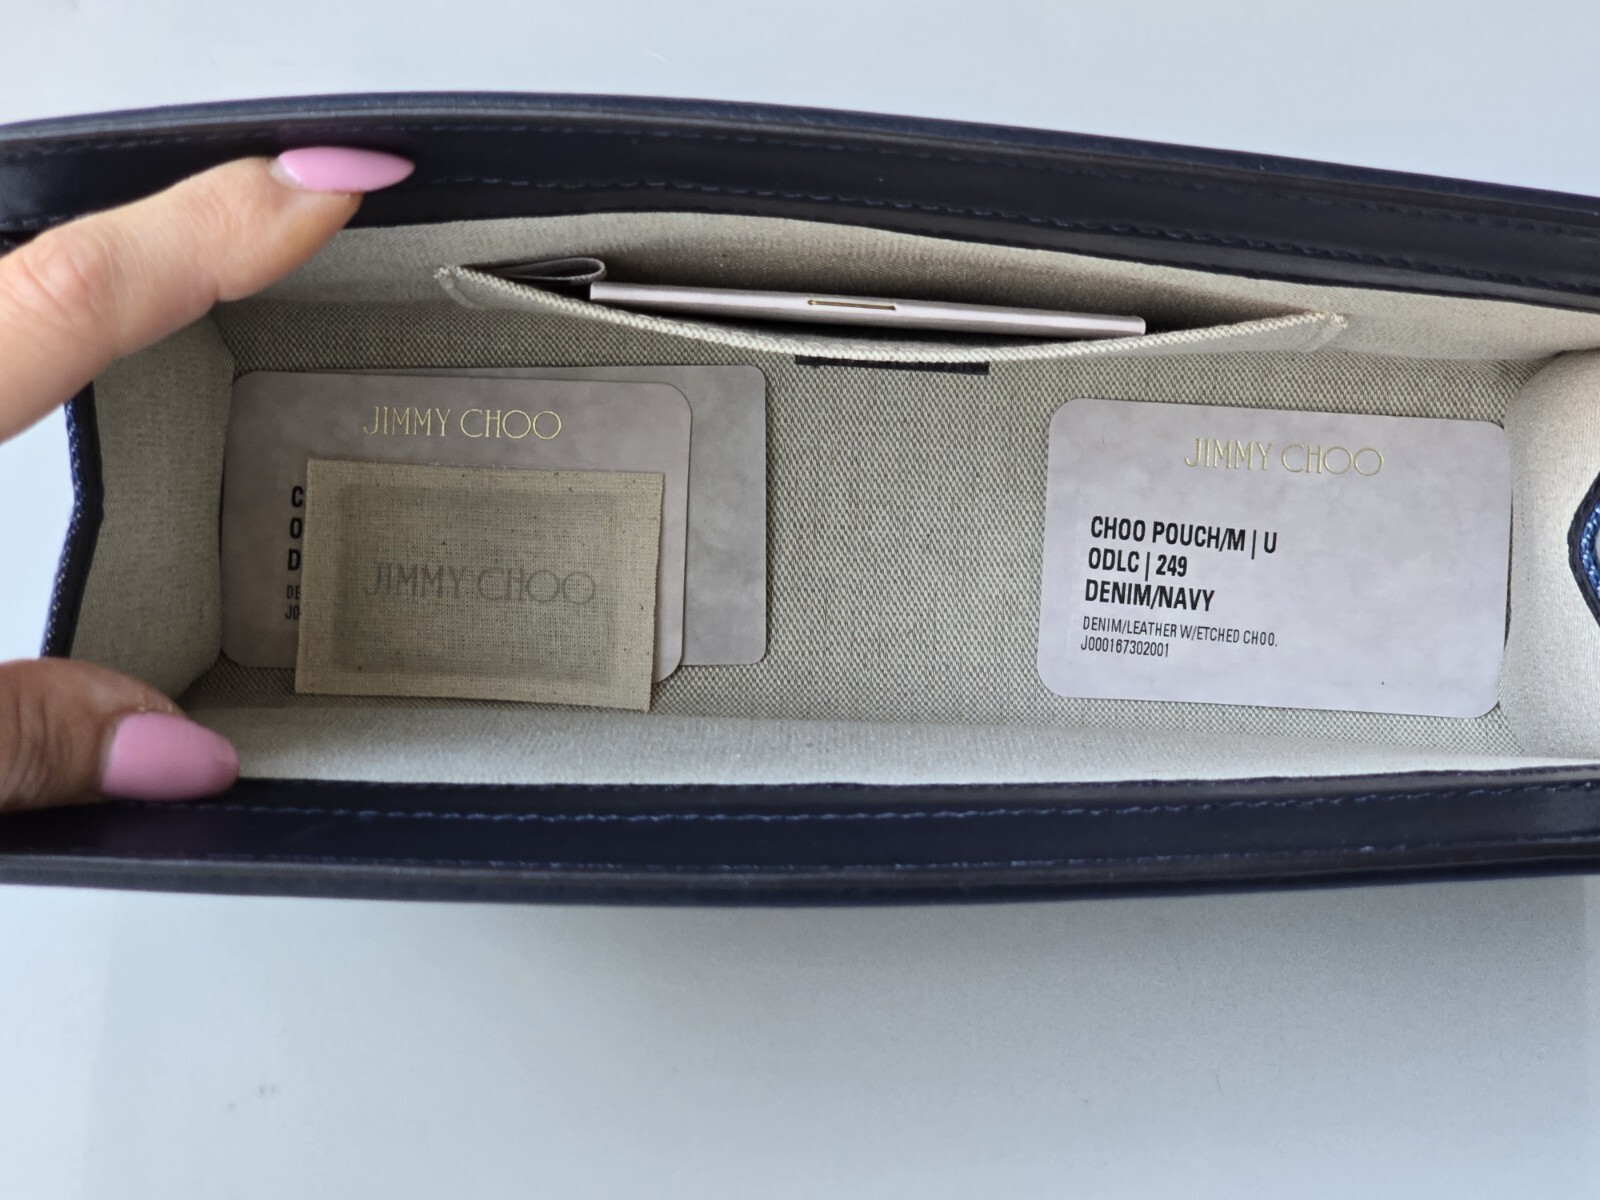 JIMMY CHOO
JIMMY CHOO
JIMMY CHOO
CHOO POUCH/M | U
ODLC | 249
DENIM/NAVY
DENIM/LEATHER W/ETCHED CHOO.
J000167302001